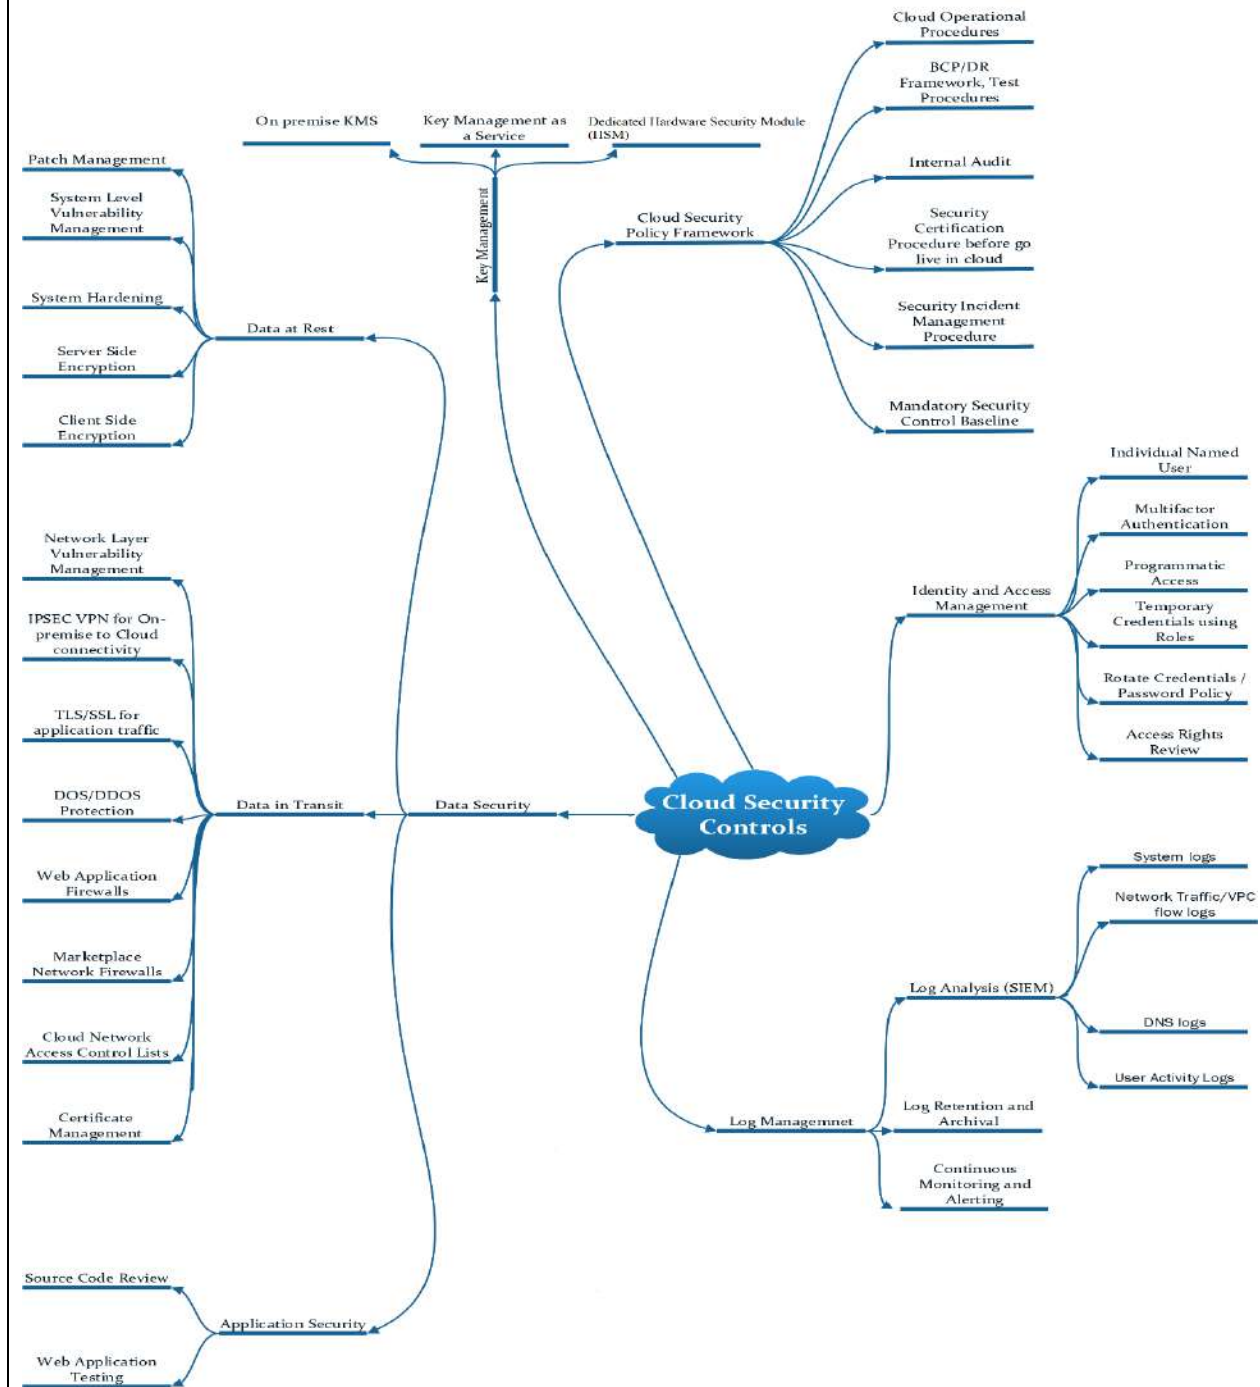 Cloud Operational
Procedures
BCP/DR
Framework, Test
Procedures
Internal Audit
Security
Certification
Procedure before go
live in cloud
Security Incident
Management
Procedure
Mandatory Security
Control Baseline
Cloud Security
Policy Framework
On premise KMS
Key Management as
a Service
Dedicated Hardware Security Module
(HSM)
Key Management
Patch Management
System Level
Vulnerability
Management
System Hardening
Server Side
Encryption
Client Side
Encryption
Data at Rest
Network Layer
Vulnerability
Management
IPSEC VPN for On-
premise to Cloud
connectivity
TLS/SSL for
application traffic
DOS/DDOS
Protection
Web Application
Firewalls
Marketplace
Network Firewalls
Cloud Network
Access Control Lists
Certificate
Management
Data in Transit
Data Security
Cloud Security
Controls
Individual Named
User
Multifactor
Authentication
Programmatic
Access
Temporary
Credentials using
Roles
Rotate Credentials /
Password Policy
Access Rights
Review
Identity and Access
Management
System logs
Network Traffic/VPC
flow logs
DNS logs
User Activity Logs
Log Analysis (SIEM)
Log Retention and
Archival
Continuous
Monitoring and
Alerting
Log Managemnet
Source Code Review
Web Application
Testing
Application Security